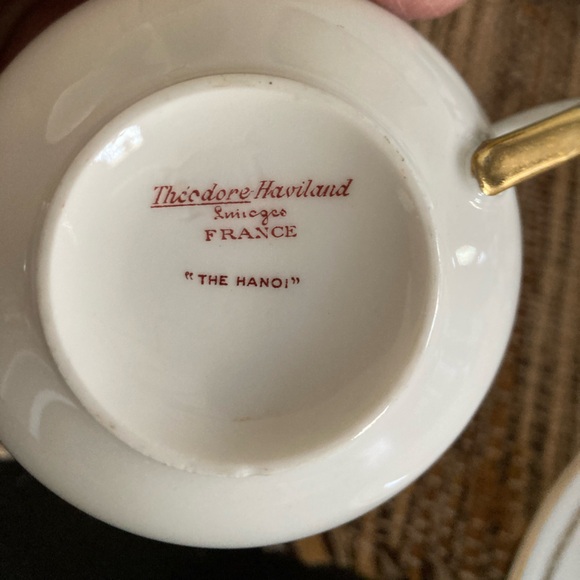 Théodore Haviland
Limoges
FRANCE
"THE HANOI"